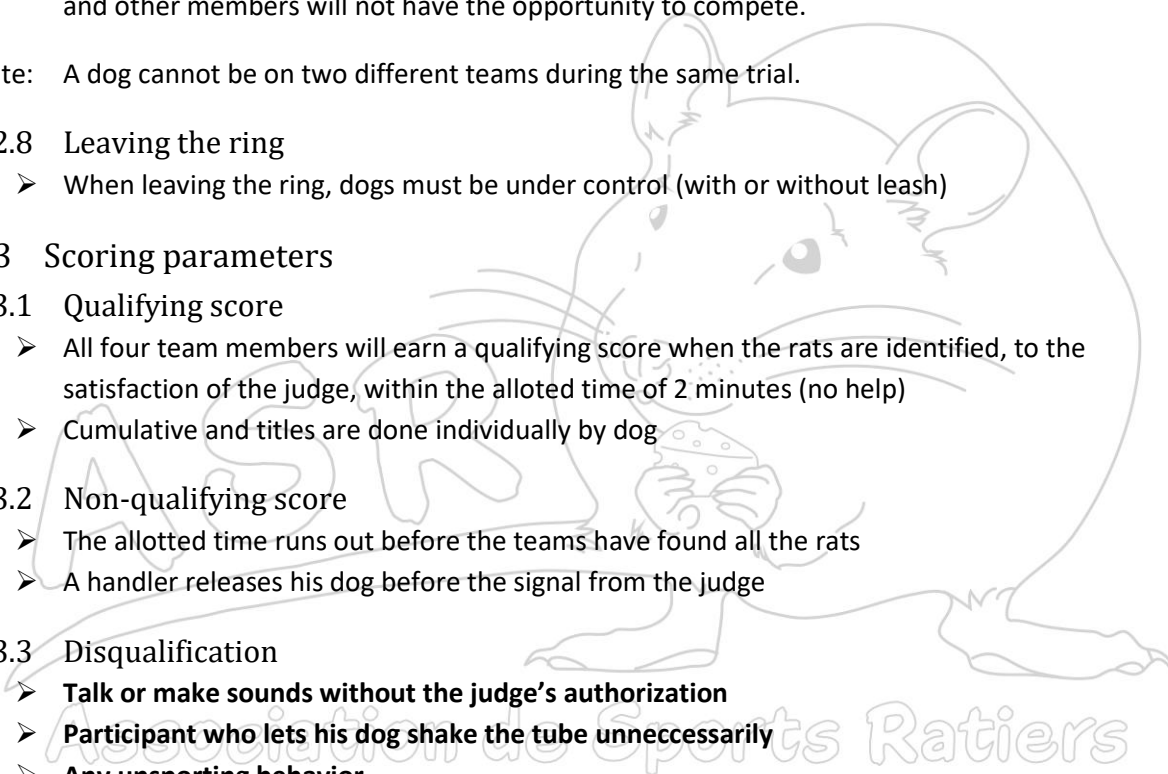 and other members will not have the opportunity to compete.
te: A dog cannot be on two different teams during the same trial.
2.8 Leaving the ring
➢ When leaving the ring, dogs must be under control (with or without leash)
3 Scoring parameters
3.1 Qualifying score
➢ All four team members will earn a qualifying score when the rats are identified, to the
satisfaction of the judge, within the alloted time of 2 minutes (no help)
➢ Cumulative and titles are done individually by dog
3.2 Non-qualifying score
➢ The allotted time runs out before the teams have found all the rats
➢ A handler releases his dog before the signal from the judge
3.3 Disqualification
➢ Talk or make sounds without the judge's authorization
➢ Participant who lets his dog shake the tube unneccessarily
➢ Any unsporting behavior
ASR
Association de Sports Ratiers